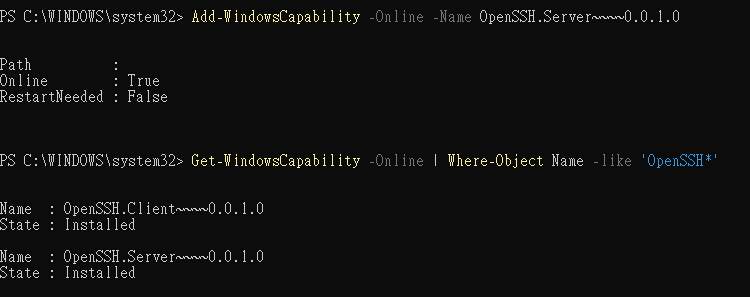 PS C:\WINDOWS\system32> Add-WindowsCapability -Online -Name OpenSSH.Server~~~~0.0.1.0
Path          :
Online        : True
RestartNeeded : False
PS C:\WINDOWS\system32> Get-WindowsCapability -Online | Where-Object Name -like 'OpenSSH*'
Name  : OpenSSH.Client~~~~0.0.1.0
State : Installed
Name  : OpenSSH.Server~~~~0.0.1.0
State : Installed